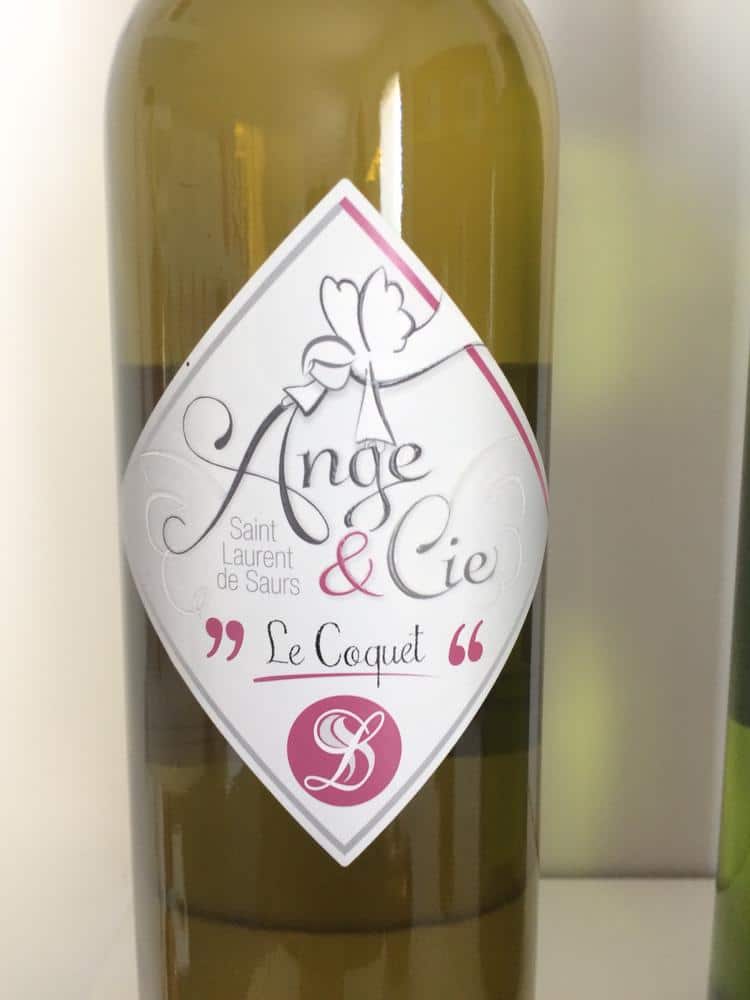 Ange
Saint
Laurent
de Saurs
& Cie
”Le Coquet“